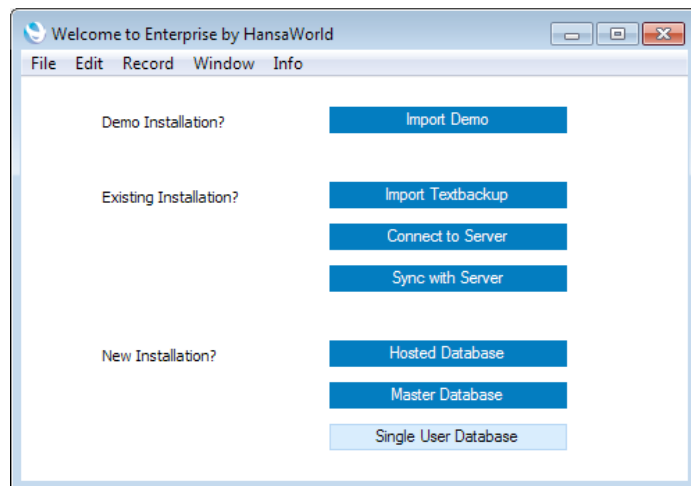 Welcome to Enterprise by HansaWorld
File Edit Record Window Info
Demo Installation? Import Demo
Existing Installation? Import Textbackup
Connect to Server
Sync with Server
New Installation? Hosted Database
Master Database
Single User Database